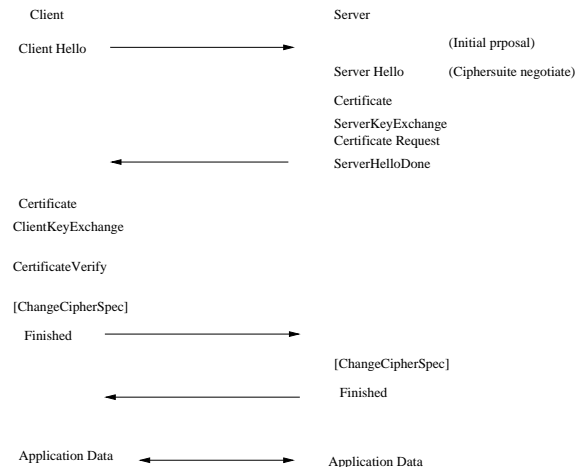 Client Server
Client Hello
(Initial prposal)
Server Hello (Ciphersuite negotiate)
Certificate
ServerKeyExchange
Certificate Request
ServerHelloDone
Certificate
ClientKeyExchange
CertificateVerify
[ChangeCipherSpec]
Finished
[ChangeCipherSpec]
Finished
Application Data Application Data